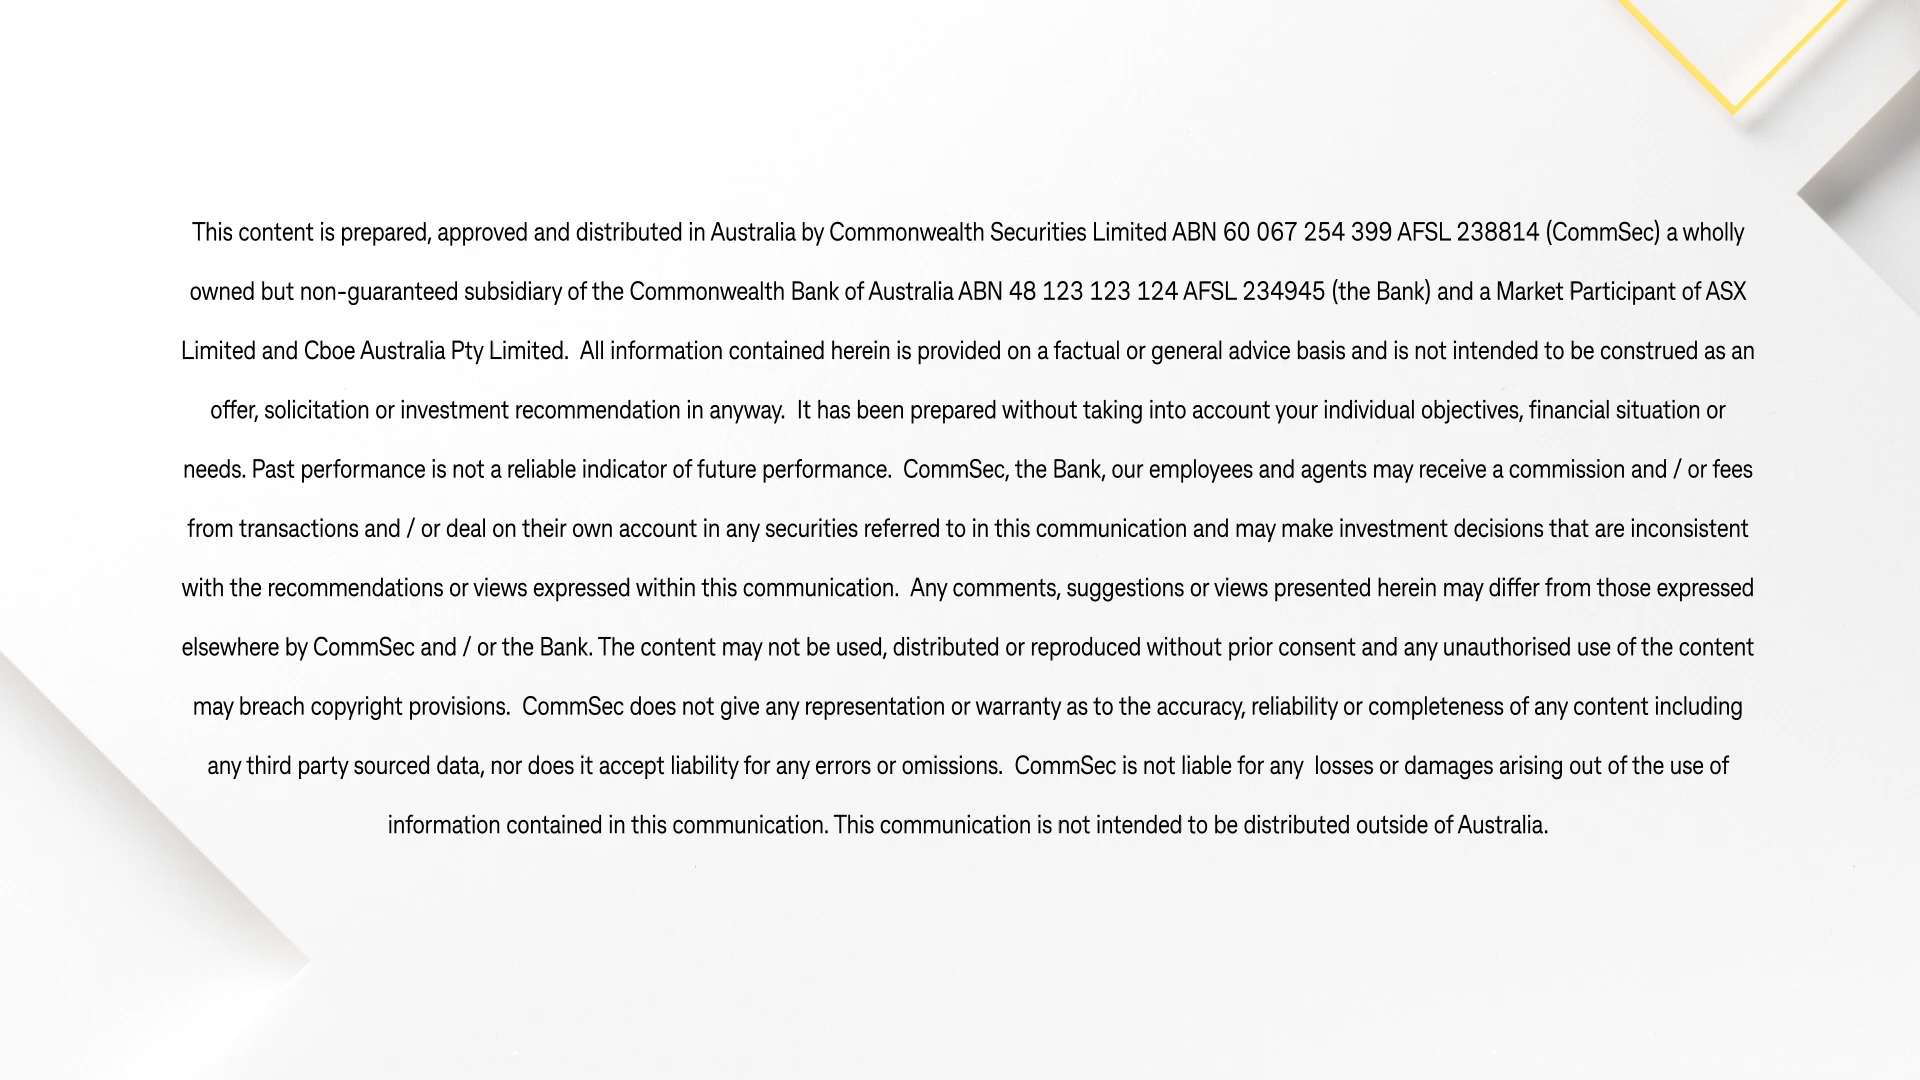 This content is prepared, approved and distributed in Australia by Commonwealth Securities Limited ABN 60 067 254 399 AFSL 238814 (CommSec) a wholly
owned but non-guaranteed subsidiary of the Commonwealth Bank of Australia ABN 48 123 123 124 AFSL 234945 (the Bank) and a Market Participant of ASX
Limited and Cboe Australia Pty Limited.  All information contained herein is provided on a factual or general advice basis and is not intended to be construed as an
offer, solicitation or investment recommendation in anyway.  It has been prepared without taking into account your individual objectives, financial situation or
needs. Past performance is not a reliable indicator of future performance.  CommSec, the Bank, our employees and agents may receive a commission and / or fees
from transactions and / or deal on their own account in any securities referred to in this communication and may make investment decisions that are inconsistent
with the recommendations or views expressed within this communication.  Any comments, suggestions or views presented herein may differ from those expressed
elsewhere by CommSec and / or the Bank. The content may not be used, distributed or reproduced without prior consent and any unauthorised use of the content
may breach copyright provisions.  CommSec does not give any representation or warranty as to the accuracy, reliability or completeness of any content including
any third party sourced data, nor does it accept liability for any errors or omissions.  CommSec is not liable for any  losses or damages arising out of the use of
information contained in this communication. This communication is not intended to be distributed outside of Australia.